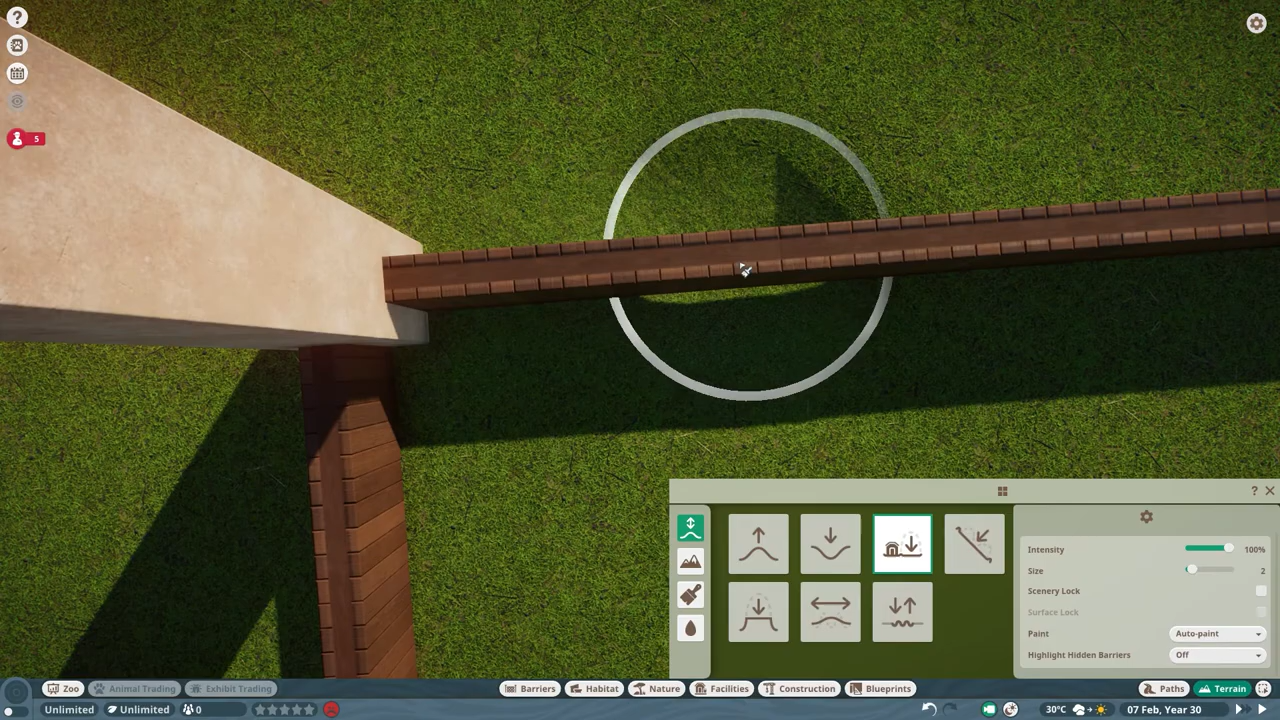 ?
5
?
Intensity 100%
Size 2
Scenery Lock
Surface Lock
Paint Auto-paint
Highlight Hidden Barriers Off
Zoo Animal Trading Exhibit Trading Barriers Habitat Nature Facilities Construction Blueprints Paths Terrain
Unlimited Unlimited 0 30°C 07 Feb, Year 30